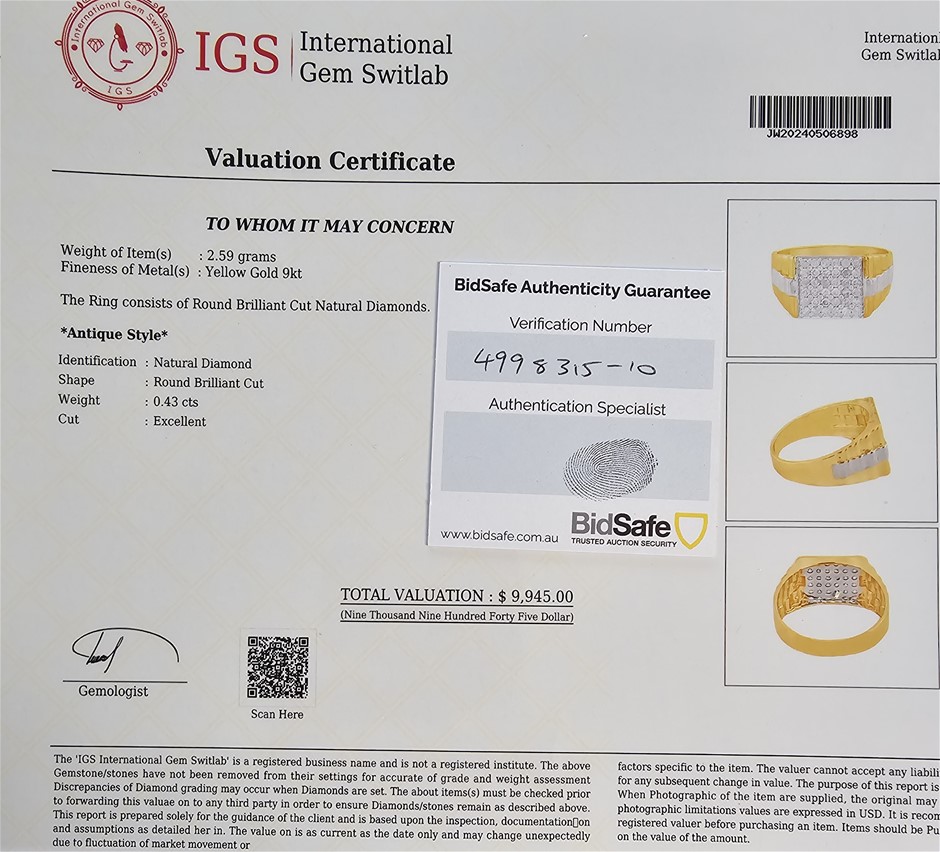 International Gem Switlab
IGS
IGS
International
Gem Switlab
International
Gem Switlab
JW20240506898
Valuation Certificate
TO WHOM IT MAY CONCERN
Weight of Item(s) : 2.59 grams
Fineness of Metal(s) : Yellow Gold 9kt
The Ring consists of Round Brilliant Cut Natural Diamonds.
*Antique Style*
Identification : Natural Diamond
Shape : Round Brilliant Cut
Weight : 0.43 cts
Cut : Excellent
BidSafe Authenticity Guarantee
Verification Number
4998315-10
Authentication Specialist
www.bidsafe.com.au
BidSafe
TRUSTED AUCTION SECURITY
TOTAL VALUATION : $ 9,945.00
(Nine Thousand Nine Hundred Forty Five Dollar)
Gemologist
Scan Here
The 'IGS International Gem Switlab' is a registered business name and is not a registered institute. The above
Gemstone/stones have not been removed from their settings for accurate of grade and weight assessment
Discrepancies of Diamond grading may occur when Diamonds are set. The about items(s) must be checked prior
to forwarding this valuae on to any third party in order to ensure Diamonds/stones remain as described above.
This report is prepared solely for the guidance of the client and is based upon the inspection, documentation▯on
and assumptions as detailed her in. The value on is as current as the date only and may change unexpectedly
due to fluctuation of market movement or
factors specific to the item. The valuer cannot accept any liabili
for any subsequent change in value. The purpose of this report is
When Photographic of the item are supplied, the original may
photographic limitations values are expressed in USD. It is recom
registered valuer before purchasing an item. Items should be Pu
on the value of the amount.